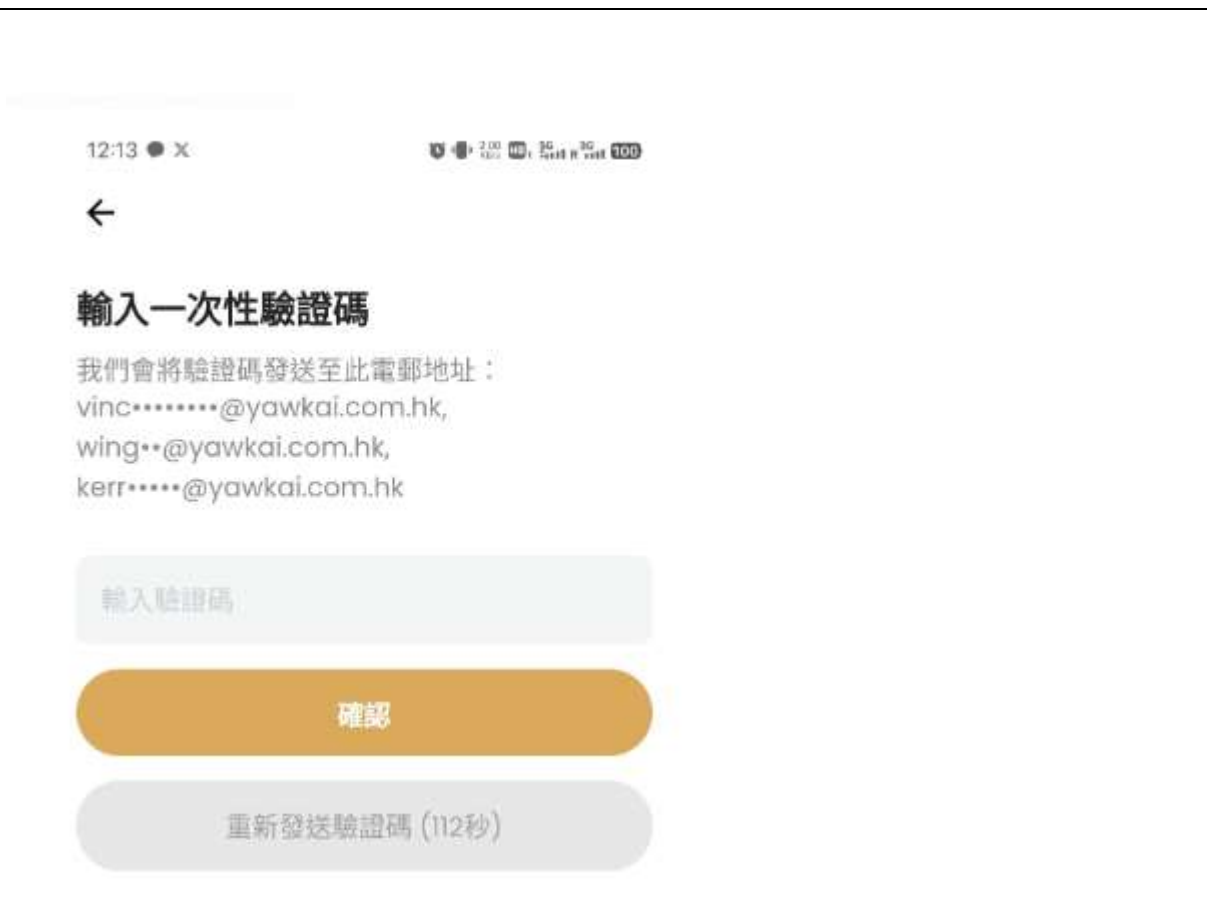 12:13
輸入一次性驗證碼
我們會將驗證碼發送至此電郵地址：
vinc••••••••@yawkai.com.hk,
wing••@yawkai.com.hk,
kerr•••••@yawkai.com.hk
輸入驗證碼
確認
重新發送驗證碼 (112秒)